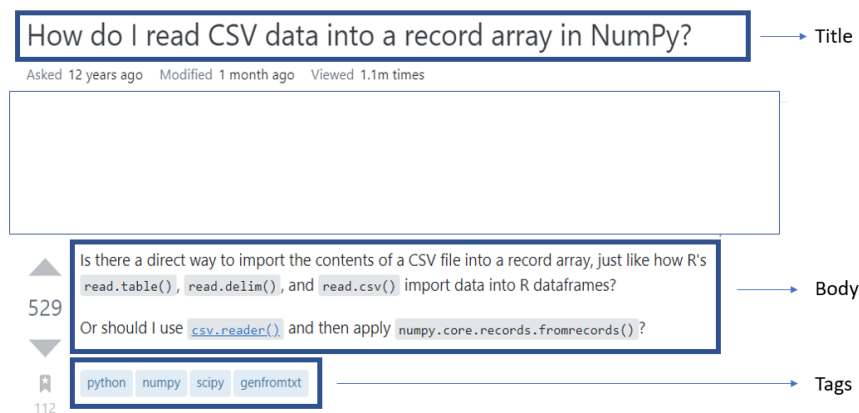 How do I read CSV data into a record array in NumPy?
Title
Asked 12 years ago Modified 1 month ago Viewed 1.1m times
Is there a direct way to import the contents of a CSV file into a record array, just like how R's
read.table(), read.delim(), and read.csv() import data into R dataframes?
Body
529
Or should I use csv.reader() and then apply numpy.core.records.fromrecords()?
python numpy scipy genfromtxt
Tags
112